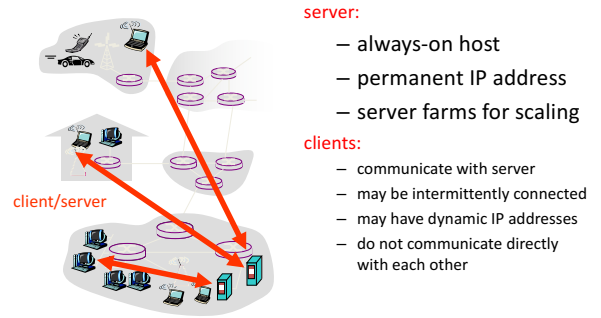 server:
– always-on host
– permanent IP address
– server farms for scaling
clients:
– communicate with server
– may be intermittently connected
– may have dynamic IP addresses
– do not communicate directly
with each other
client/server